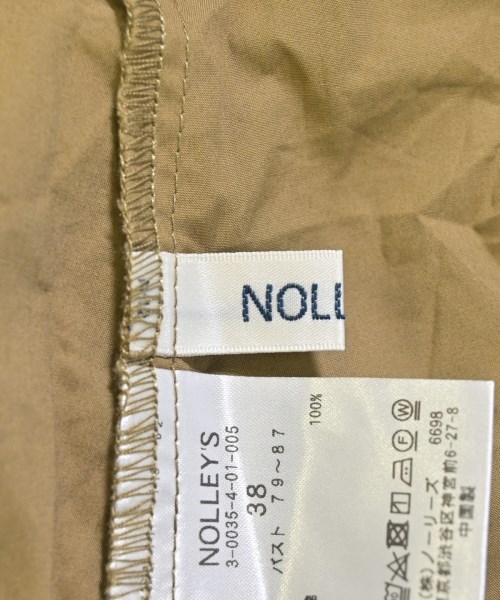 NOLL
NOLLEY'S
3-0035-4-01-005
38
バスト 79～87
100%
6698
(株)ノーリーズ
東京都渋谷区神宮前6-27-8
中国製